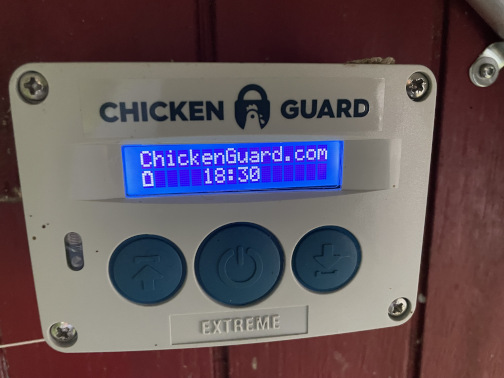 CHICKEN GUARD
ChickenGuard.com
18:30
EXTREME